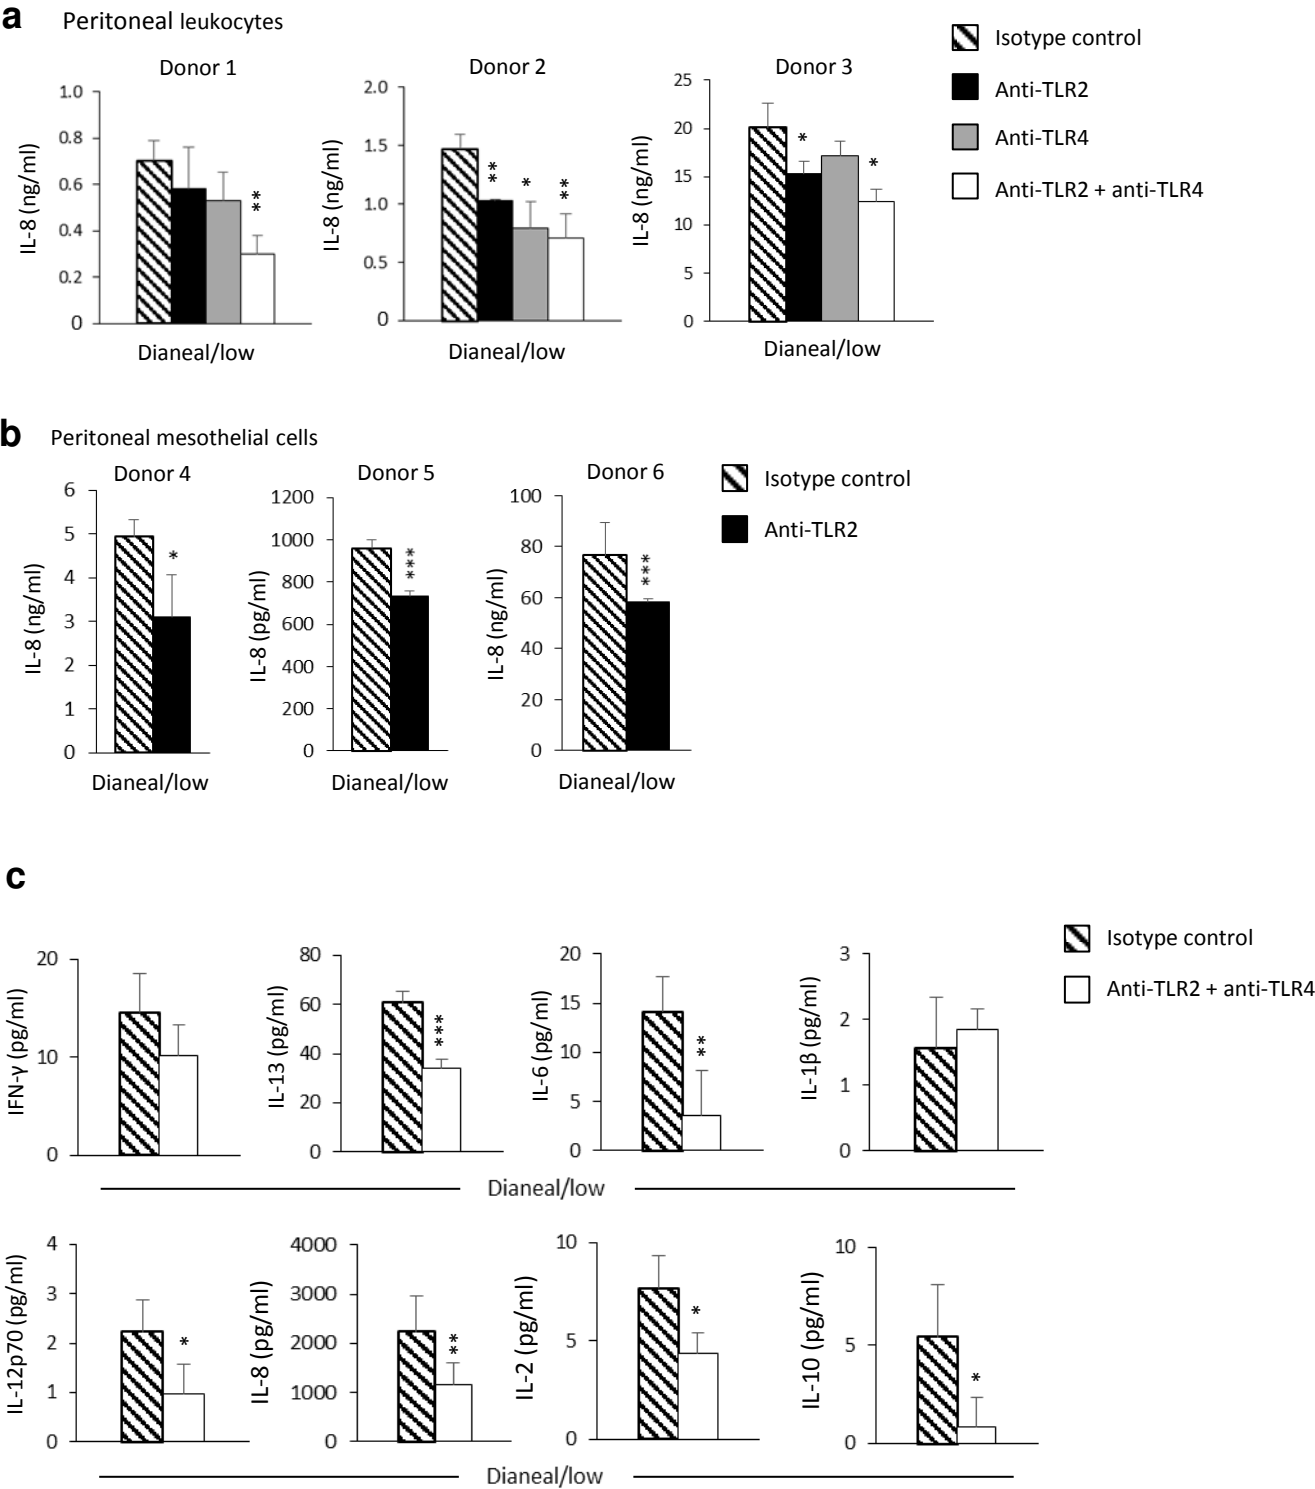 a Peritoneal leukocytes
Donor 1
Donor 2
Donor 3
Isotype control
Anti-TLR2
Anti-TLR4
Anti-TLR2 + anti-TLR4
IL-8 (ng/ml)
1.0
0.8
0.6
0.4
0.2
0
**
Dianeal/low
IL-8 (ng/ml)
2.0
1.5
1.0
0.5
0
**
*
**
Dianeal/low
IL-8 (ng/ml)
25
20
15
10
5
0
*
*
Dianeal/low
b Peritoneal mesothelial cells
Donor 4
Donor 5
Donor 6
Isotype control
Anti-TLR2
IL-8 (ng/ml)
6
5
4
3
2
1
0
*
Dianeal/low
IL-8 (pg/ml)
1200
1000
800
600
400
200
0
***
Dianeal/low
IL-8 (ng/ml)
100
80
60
40
20
0
***
Dianeal/low
c
Isotype control
Anti-TLR2 + anti-TLR4
IFN-γ (pg/ml)
20
10
0
IL-13 (pg/ml)
80
60
40
20
0
***
IL-6 (pg/ml)
20
15
10
5
0
**
IL-1β (pg/ml)
3
2
1
0
Dianeal/low
IL-12p70 (pg/ml)
4
3
2
1
0
*
IL-8 (pg/ml)
4000
3000
2000
1000
0
**
IL-2 (pg/ml)
10
5
0
*
IL-10 (pg/ml)
10
5
0
*
Dianeal/low